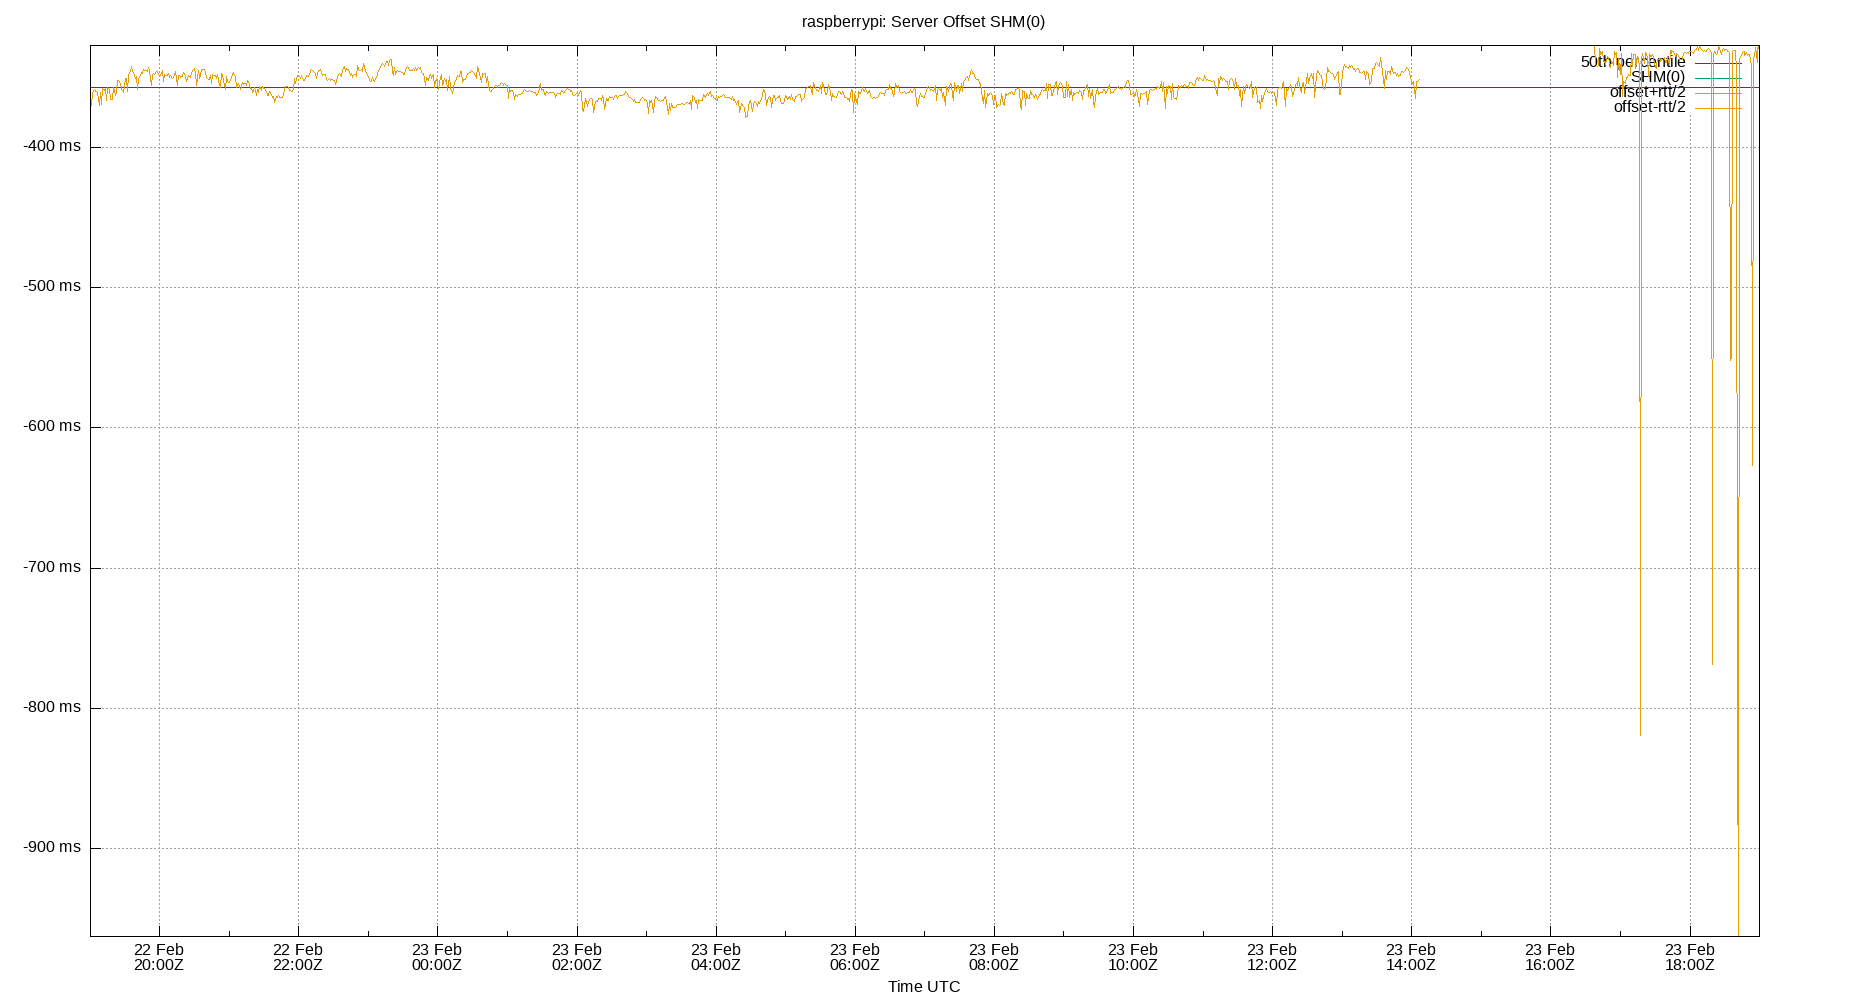 raspberrypi: Server Offset SHM(0)
50th percentile
SHM(0)
offset+rtt/2
offset-rtt/2
-400 ms
-500 ms
-600 ms
-700 ms
-800 ms
-900 ms
22 Feb 22 Feb 23 Feb 23 Feb 23 Feb 23 Feb 23 Feb 23 Feb 23 Feb 23 Feb 23 Feb 23 Feb
20:00Z 22:00Z 00:00Z 02:00Z 04:00Z 06:00Z 08:00Z 10:00Z 12:00Z 14:00Z 16:00Z 18:00Z
Time UTC